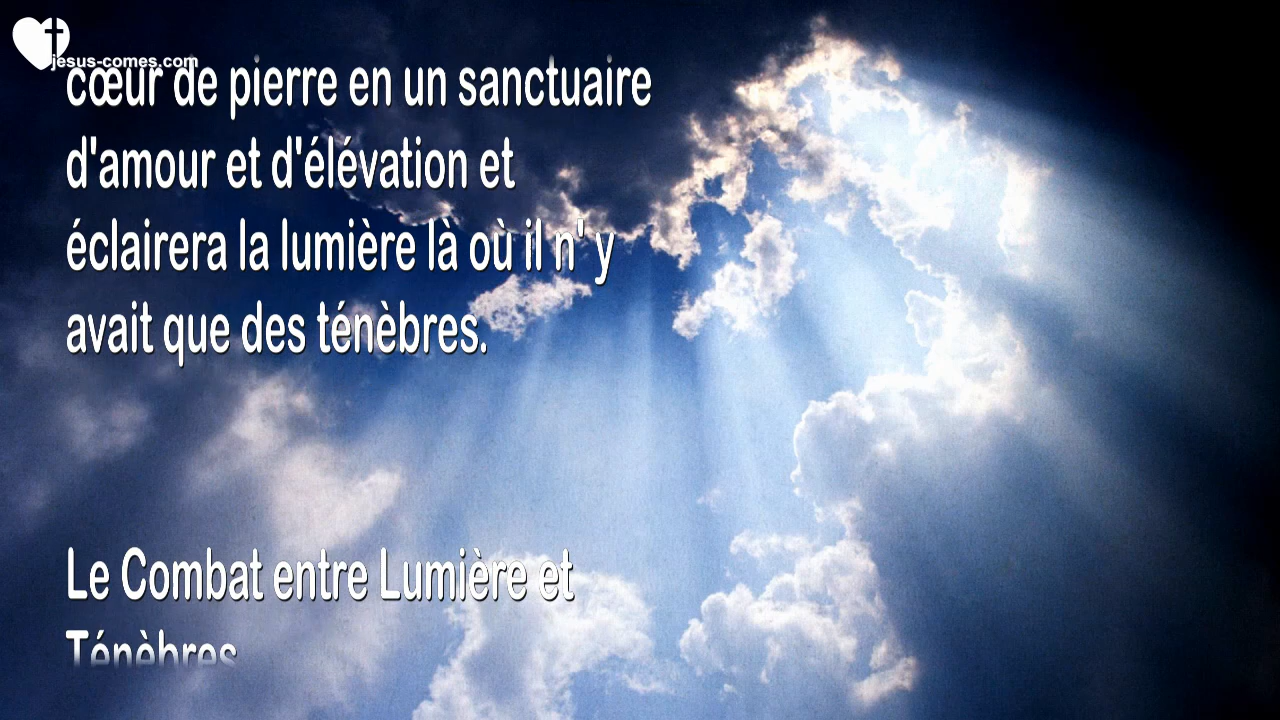 jesus-comes.com
cœur de pierre en un sanctuaire
d'amour et d'élévation et
éclairera la lumière là où il n' y
avait que des ténèbres.
Le Combat entre Lumière et
Ténèbres